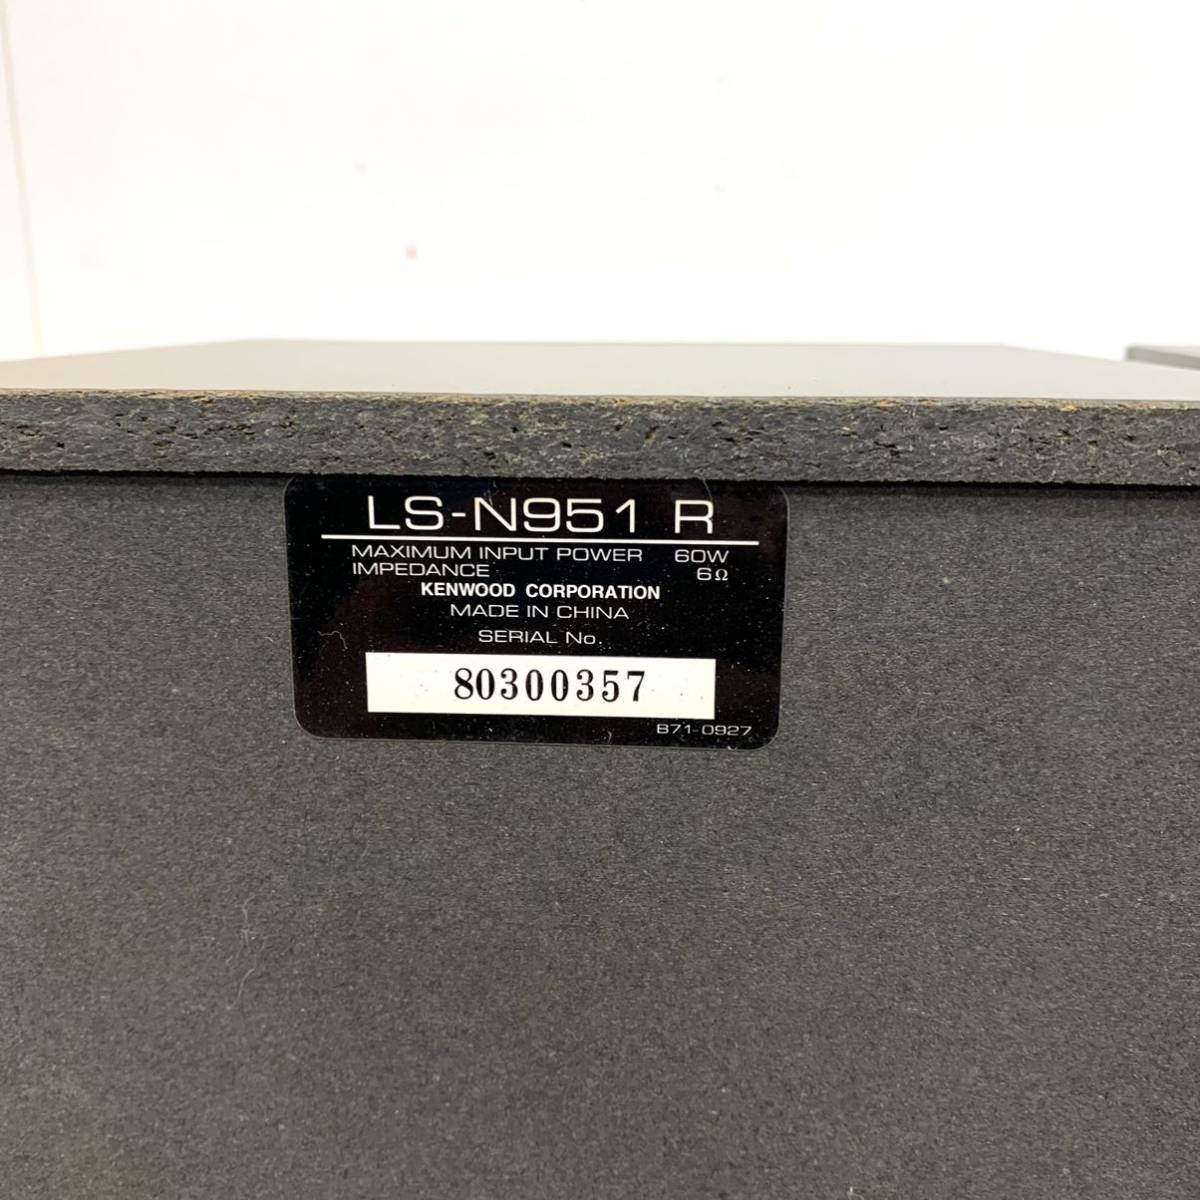 LS-N951 R
MAXIMUM INPUT POWER 60W
IMPEDANCE 6Ω
KENWOOD CORPORATION
MADE IN CHINA
SERIAL No.
80300357
B71-0927